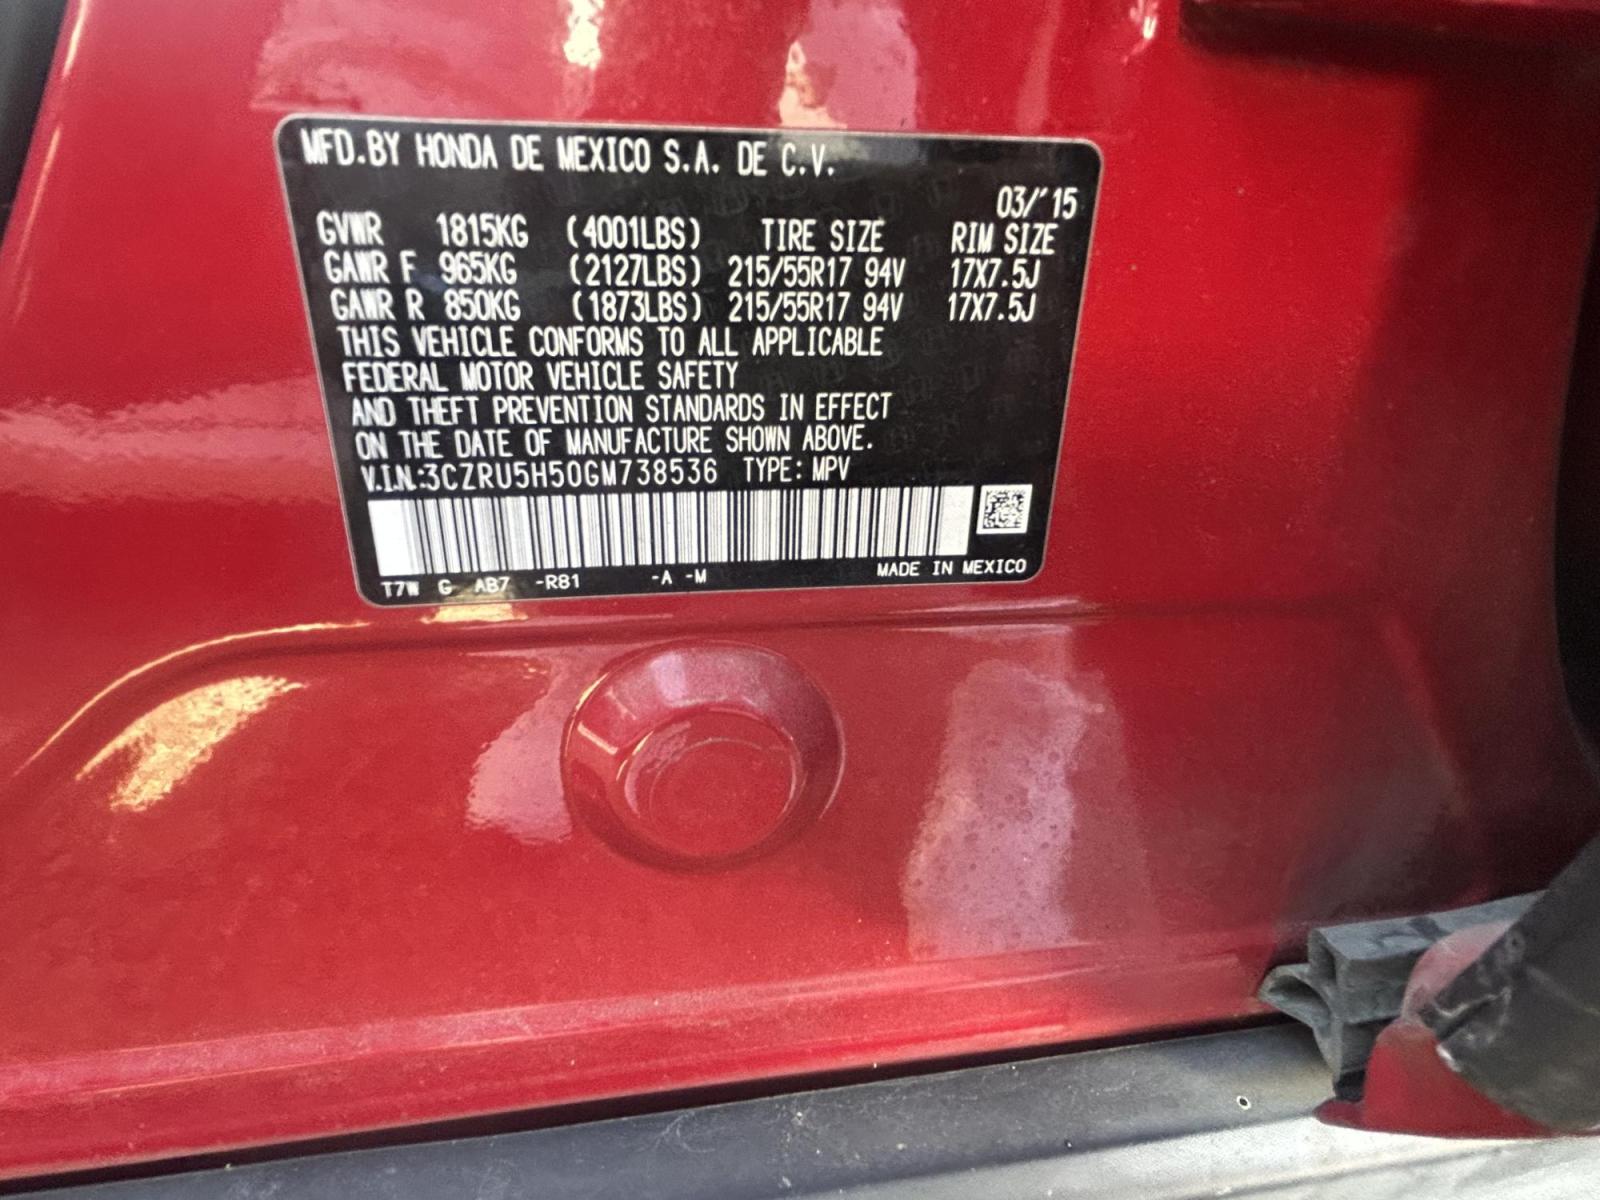 MFD.BY HONDA DE MEXICO S.A. DE C.V.
03/'15
GVWR 1815KG (4001LBS) TIRE SIZE RIM SIZE
GAWR F 965KG (2127LBS) 215/55R17 94V 17X7.5J
GAWR R 850KG (1873LBS) 215/55R17 94V 17X7.5J
THIS VEHICLE CONFORMS TO ALL APPLICABLE
FEDERAL MOTOR VEHICLE SAFETY
AND THEFT PREVENTION STANDARDS IN EFFECT
ON THE DATE OF MANUFACTURE SHOWN ABOVE.
V.I.N.:3CZRU5H50GM738536 TYPE: MPV
T7W G AB7 -R81 -A -M MADE IN MEXICO